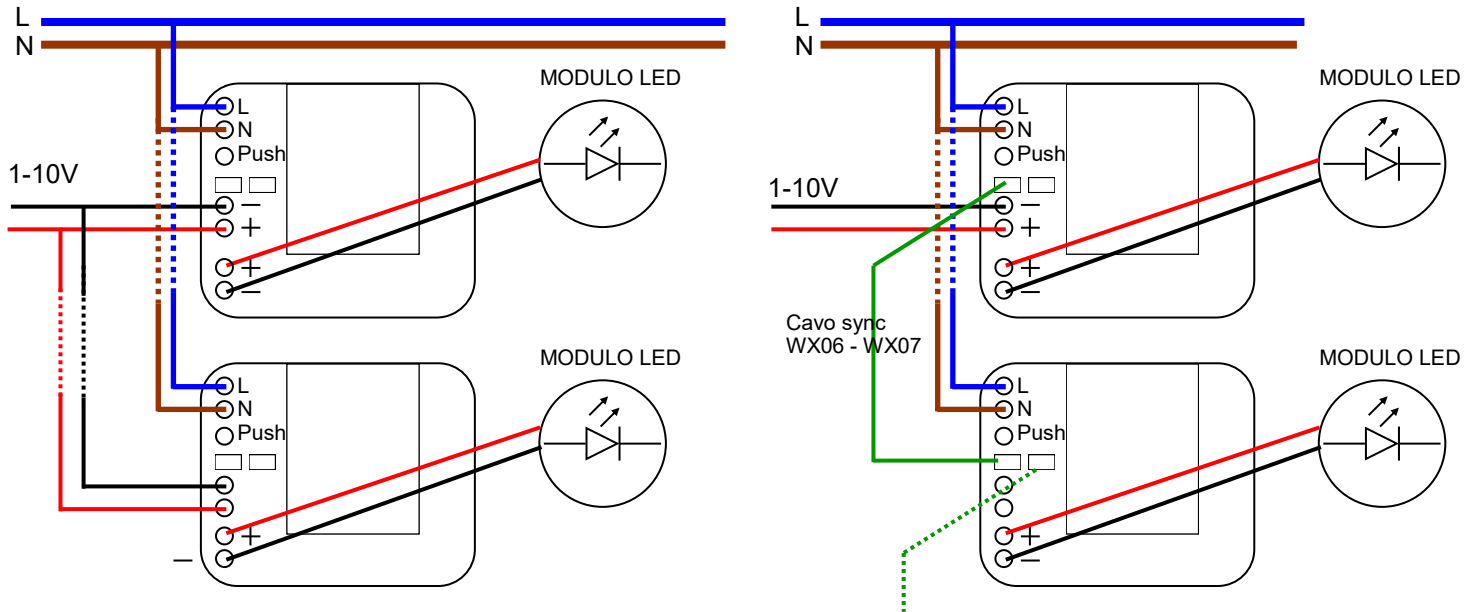 L
N
MODULO LED
L
N
Push
1-10V
−
+
+
−
MODULO LED
L
N
Push
+
−
L
N
MODULO LED
L
N
Push
1-10V
−
+
+
−
Cavo sync
WX06 - WX07
MODULO LED
L
N
Push
+
−